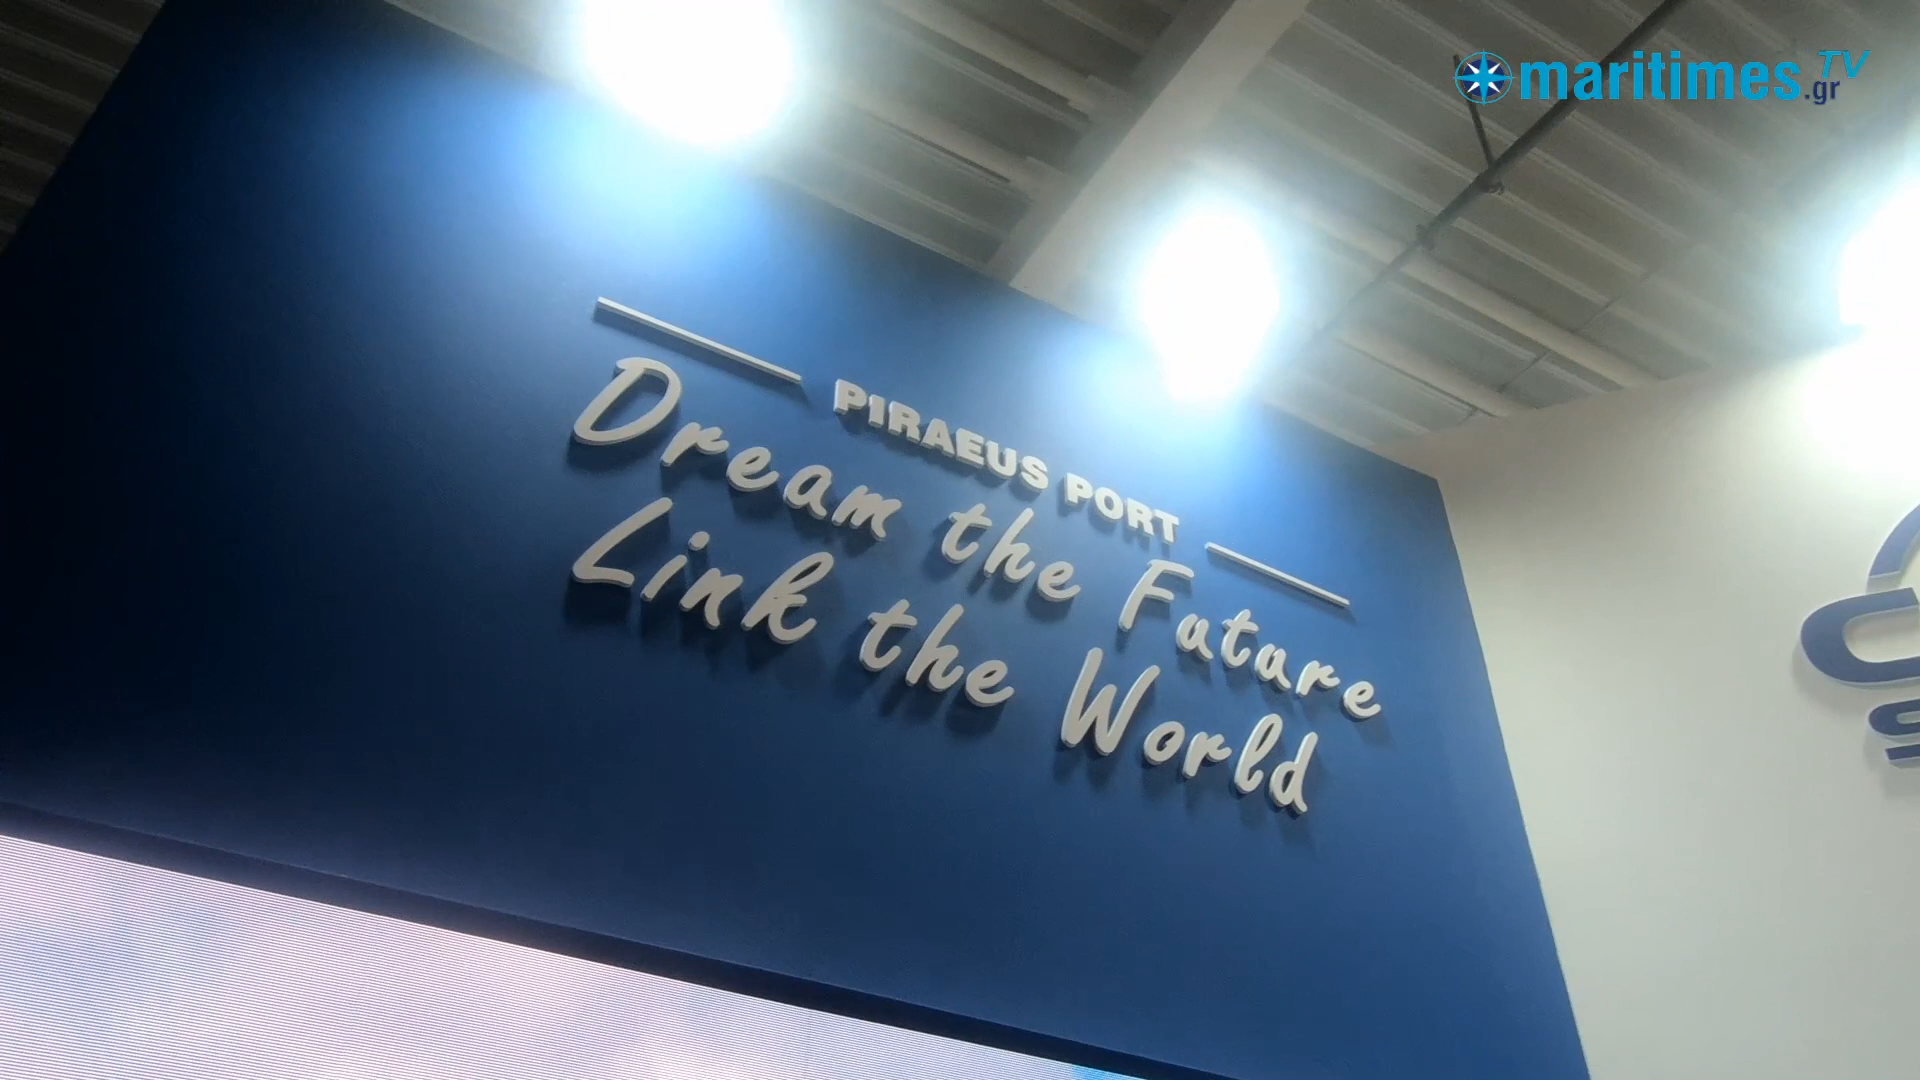 maritimes.gr TV
PIRAEUS PORT
Dream the Future
Link the World